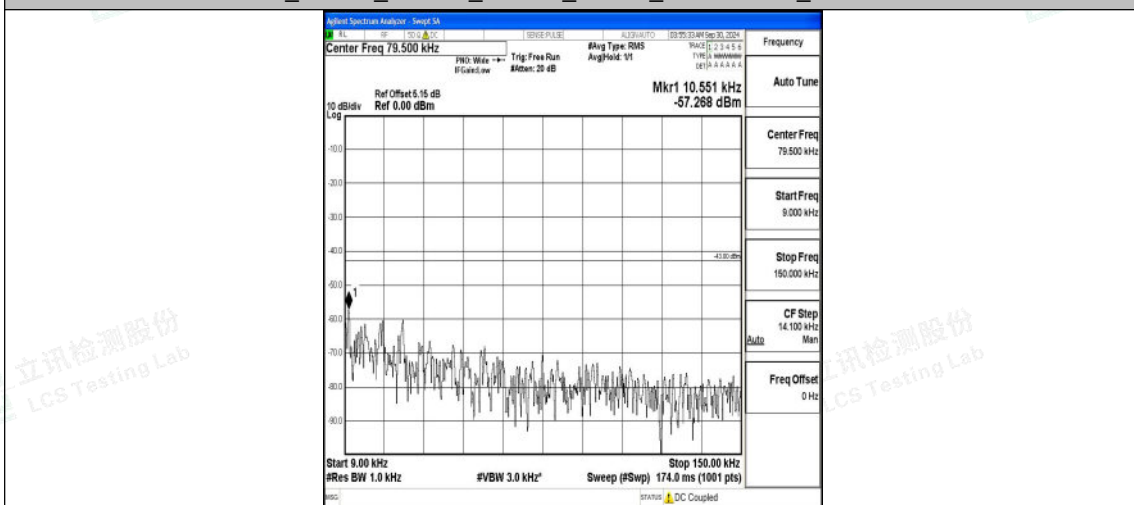 Agilent Spectrum Analyzer - Swept SA
RL RF 50 Ω DC SENSE:PULSE ALIGNAUTO 03:55:33 AM Sep 30, 2024
Center Freq 79.500 kHz
PNO: Wide
IFGain:Low
Trig: Free Run
#Atten: 20 dB
#Avg Type: RMS
Avg|Hold: 1/1
TRACE 1 2 3 4 5 6
TYPE A WWWWW
DET A A A A A A
Mkr1 10.551 kHz
-57.268 dBm
Ref Offset 6.15 dB
10 dB/div Ref 0.00 dBm
Log
-10.0
-20.0
-30.0
-40.0
-43.00 dBm
-50.0
1
-60.0
-70.0
-80.0
-90.0
Start 9.00 kHz Stop 150.00 kHz
#Res BW 1.0 kHz #VBW 3.0 kHz* Sweep (#Swp) 174.0 ms (1001 pts)
MSG STATUS DC Coupled
Frequency
Auto Tune
Center Freq
79.500 kHz
Start Freq
9.000 kHz
Stop Freq
150.000 kHz
CF Step
14.100 kHz
Auto Man
Freq Offset
0 Hz
立讯检测股份
LCS Testing Lab
立讯检测股份
LCS Testing Lab